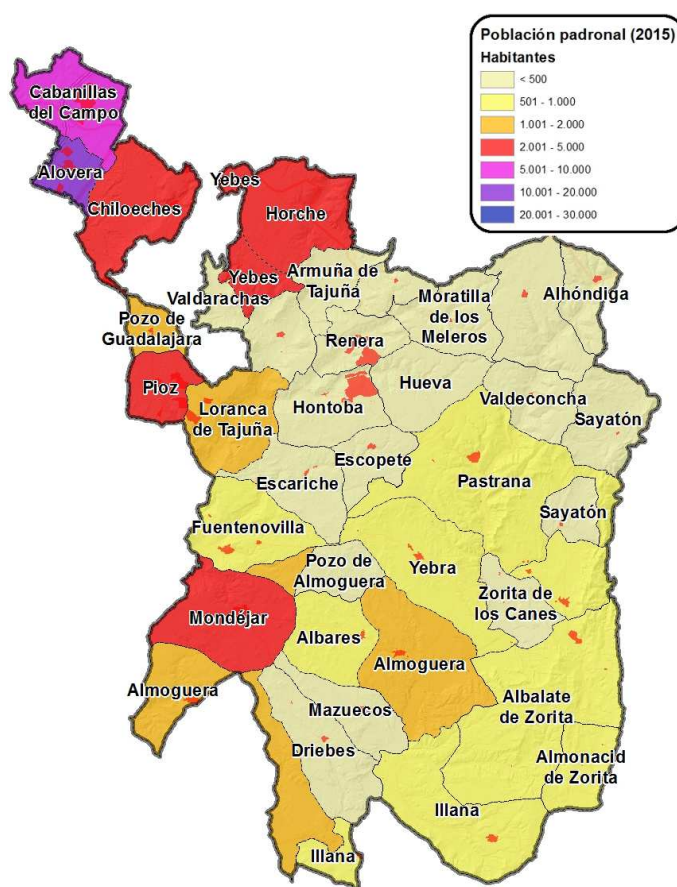 Población padronal (2015)
Habitantes
< 500
501 - 1.000
1.001 - 2.000
2.001 - 5.000
5.001 - 10.000
10.001 - 20.000
20.001 - 30.000
Cabanillas
del Campo
Alovera
Chiloeches
Yebes
Horche
Yebes
Valdarachas
Armuña de
Tajuña
Moratilla
de los
Meleros
Alhóndiga
Pozo de
Guadalajara
Renera
Pioz
Loranca
de Tajuña
Hontoba
Hueva
Valdeconcha
Sayatón
Escopete
Escariche
Pastrana
Sayatón
Fuentenovilla
Pozo de
Almoguera
Yebra
Zorita de
los Canes
Mondéjar
Albares
Almoguera
Almoguera
Mazuecos
Albalate
de Zorita
Driebes
Almonacid
de Zorita
Illana
Illana